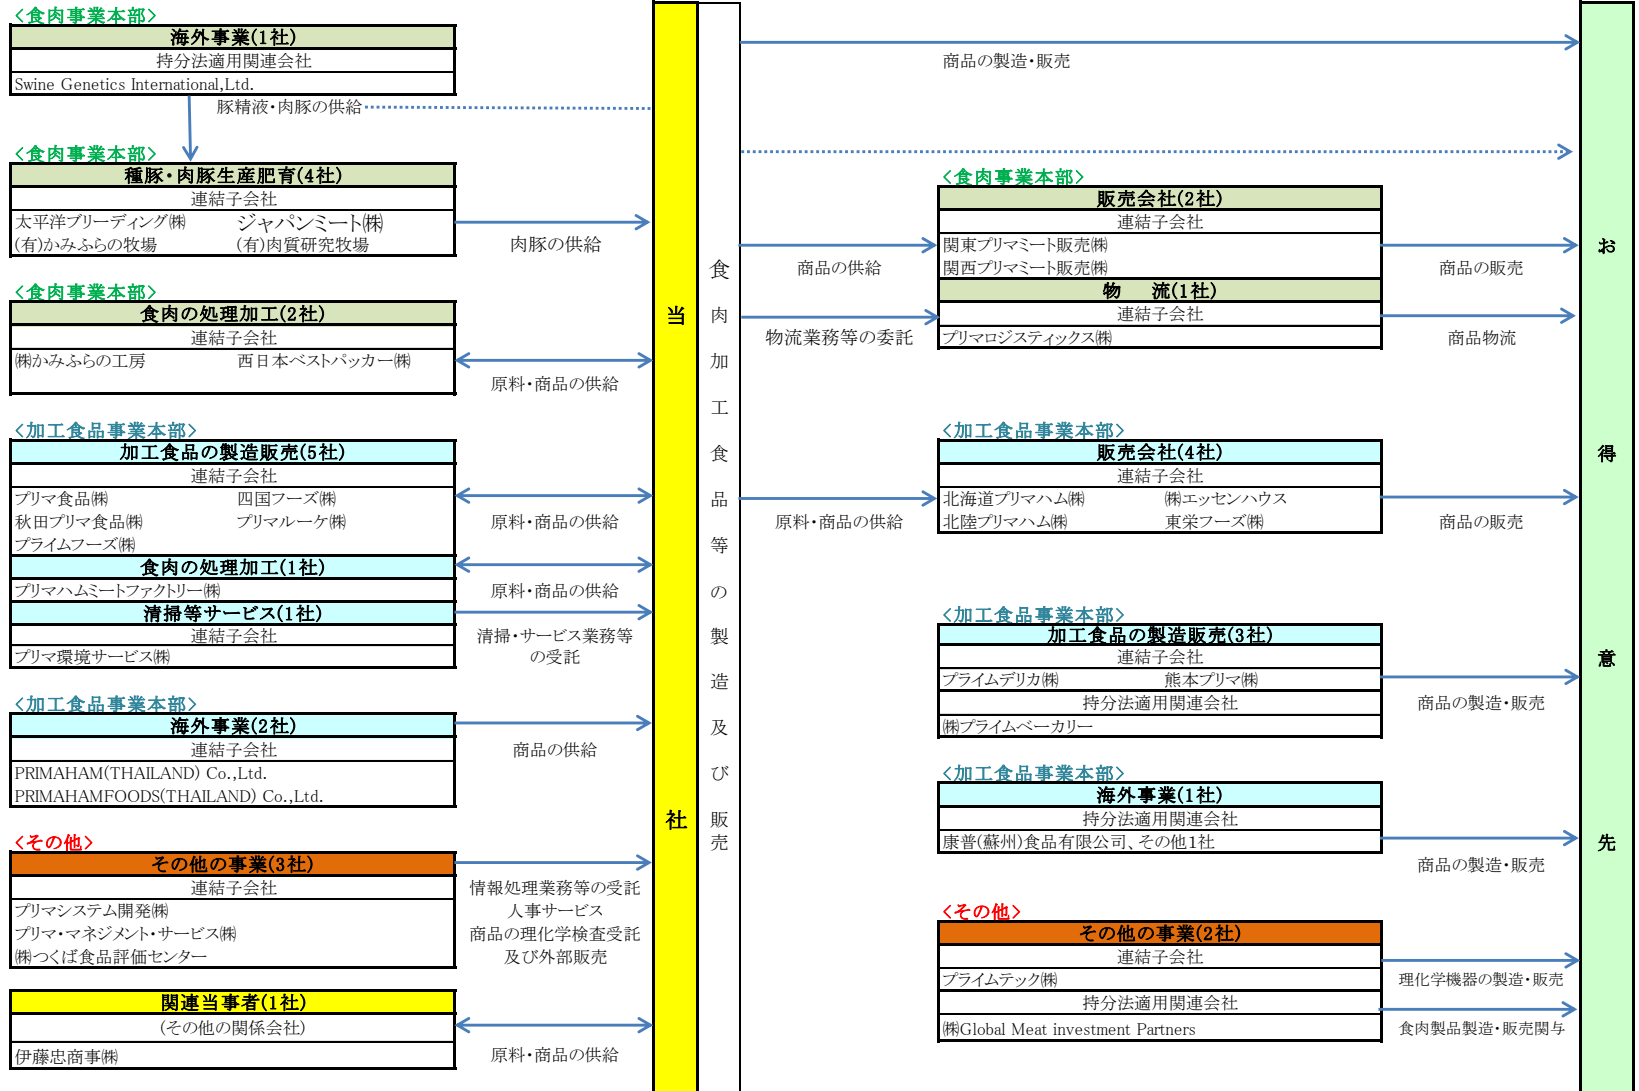 <食肉事業本部>
海外事業(1社)
持分法適用関連会社
Swine Genetics International,Ltd.
豚精液・肉豚の供給
<食肉事業本部>
種豚・肉豚生産肥育(4社)
連結子会社
太平洋ブリーディング㈱ ジャパンミート㈱
(有)かみふらの牧場 (有)肉質研究牧場
肉豚の供給
<食肉事業本部>
食肉の処理加工(2社)
連結子会社
㈱かみふらの工房 西日本ベストパッカー㈱
原料・商品の供給
<加工食品事業本部>
加工食品の製造販売(5社)
連結子会社
プリマ食品㈱ 四国フーズ㈱
秋田プリマ食品㈱ プリマルーケ㈱
プライムフーズ㈱
原料・商品の供給
食肉の処理加工(1社)
プリマハムミートファクトリー㈱
原料・商品の供給
清掃等サービス(1社)
連結子会社
プリマ環境サービス㈱
清掃・サービス業務等
の受託
<加工食品事業本部>
海外事業(2社)
連結子会社
PRIMAHAM(THAILAND) Co.,Ltd.
PRIMAHAMFOODS(THAILAND) Co.,Ltd.
商品の供給
<その他>
その他の事業(3社)
連結子会社
プリマシステム開発㈱
プリマ・マネジメント・サービス㈱
㈱つくば食品評価センター
情報処理業務等の受託
人事サービス
商品の理化学検査受託
及び外部販売
関連当事者(1社)
(その他の関係会社)
伊藤忠商事㈱
原料・商品の供給
当社
食肉加工食品等の製造及び販売
商品の製造・販売
<食肉事業本部>
販売会社(2社)
連結子会社
関東プリマミート販売㈱
関西プリマミート販売㈱
商品の供給
商品の販売
物 流(1社)
連結子会社
プリマロジスティックス㈱
物流業務等の委託
商品物流
<加工食品事業本部>
販売会社(4社)
連結子会社
北海道プリマハム㈱ ㈱エッセンハウス
北陸プリマハム㈱ 東栄フーズ㈱
原料・商品の供給
商品の販売
<加工食品事業本部>
加工食品の製造販売(3社)
連結子会社
プライムデリカ㈱ 熊本プリマ㈱
持分法適用関連会社
㈱プライムベーカリー
商品の製造・販売
<加工食品事業本部>
海外事業(1社)
持分法適用関連会社
康普(蘇州)食品有限公司、その他1社
商品の製造・販売
<その他>
その他の事業(2社)
連結子会社
プライムテック㈱
理化学機器の製造・販売
持分法適用関連会社
㈱Global Meat investment Partners
食肉製品製造・販売関与
お得意先